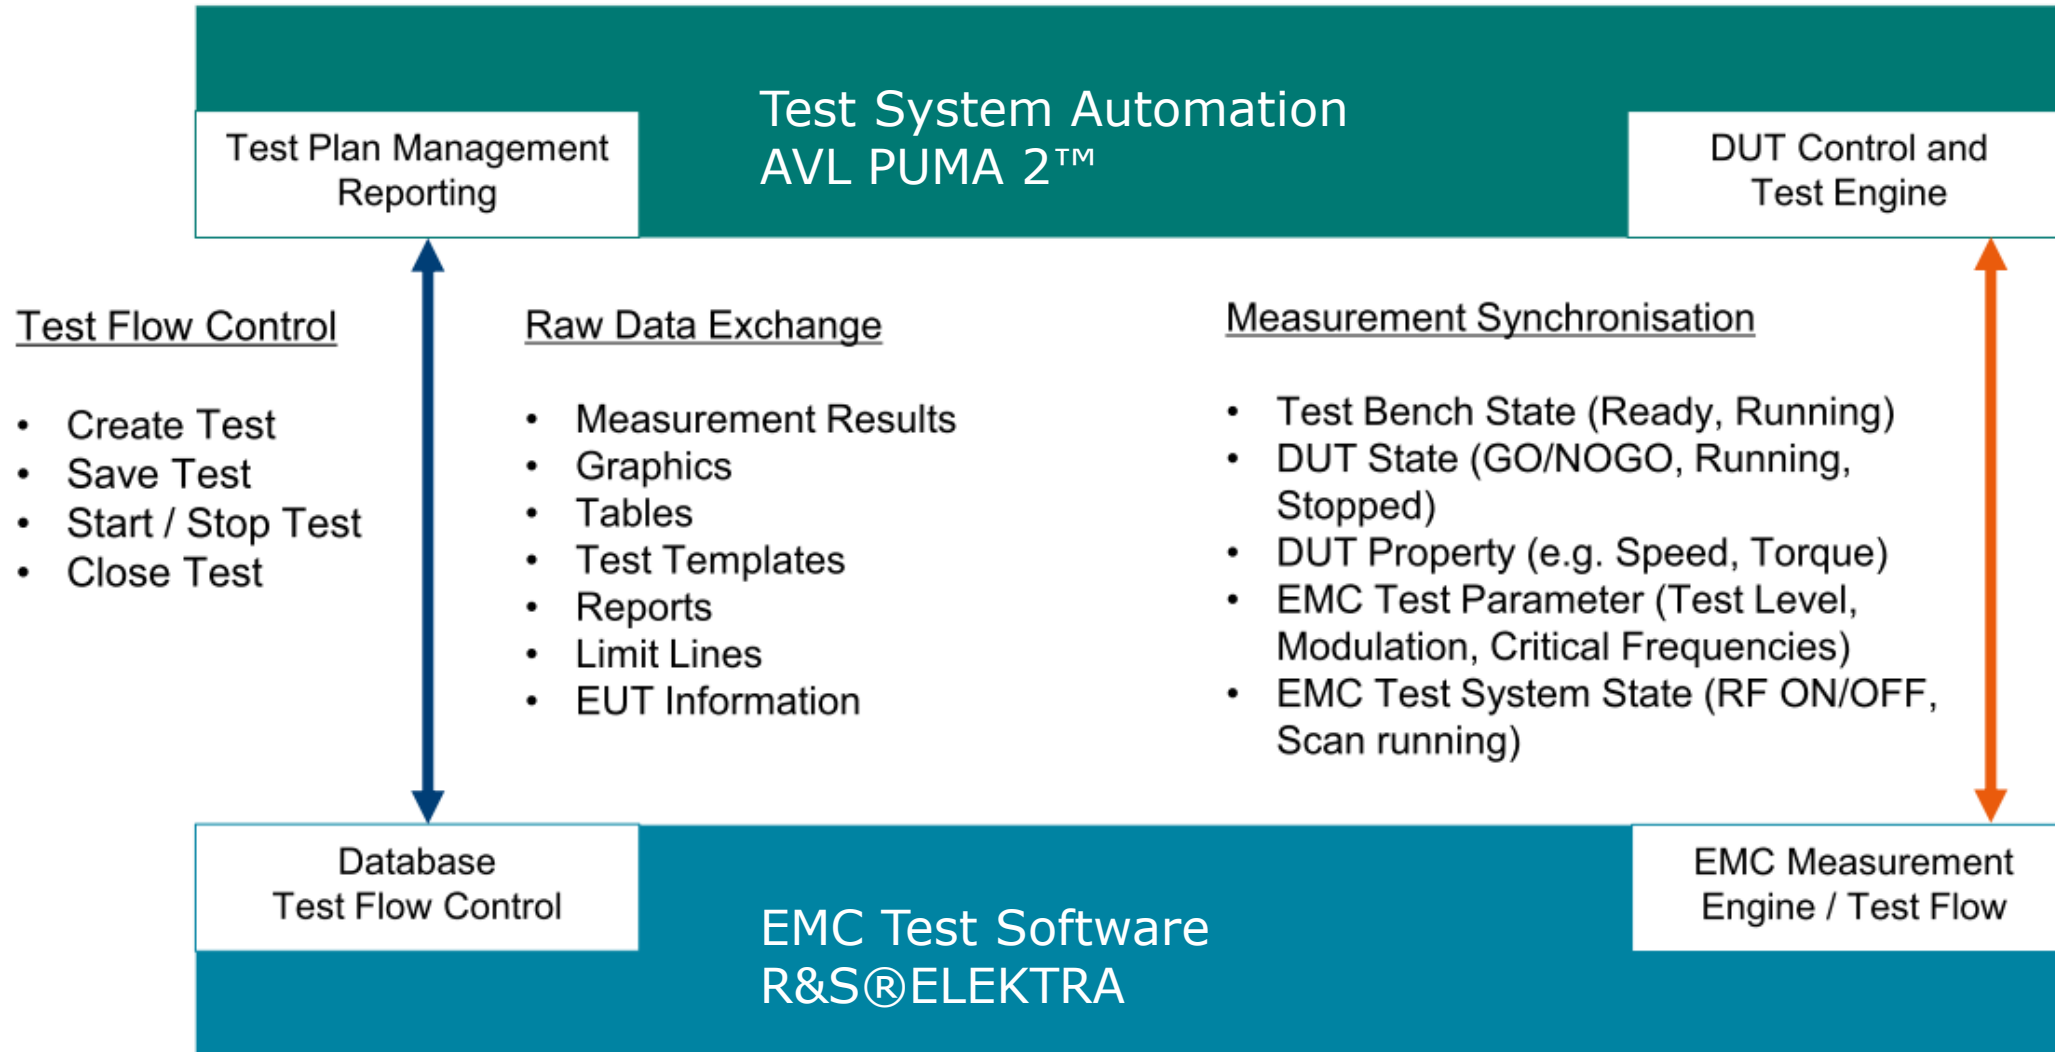 Test System Automation
AVL PUMA 2™
Test Plan Management
Reporting
DUT Control and
Test Engine
Test Flow Control
• Create Test
• Save Test
• Start / Stop Test
• Close Test
Raw Data Exchange
• Measurement Results
• Graphics
• Tables
• Test Templates
• Reports
• Limit Lines
• EUT Information
Measurement Synchronisation
• Test Bench State (Ready, Running)
• DUT State (GO/NOGO, Running,
Stopped)
• DUT Property (e.g. Speed, Torque)
• EMC Test Parameter (Test Level,
Modulation, Critical Frequencies)
• EMC Test System State (RF ON/OFF,
Scan running)
Database
Test Flow Control
EMC Measurement
Engine / Test Flow
EMC Test Software
R&S®ELEKTRA